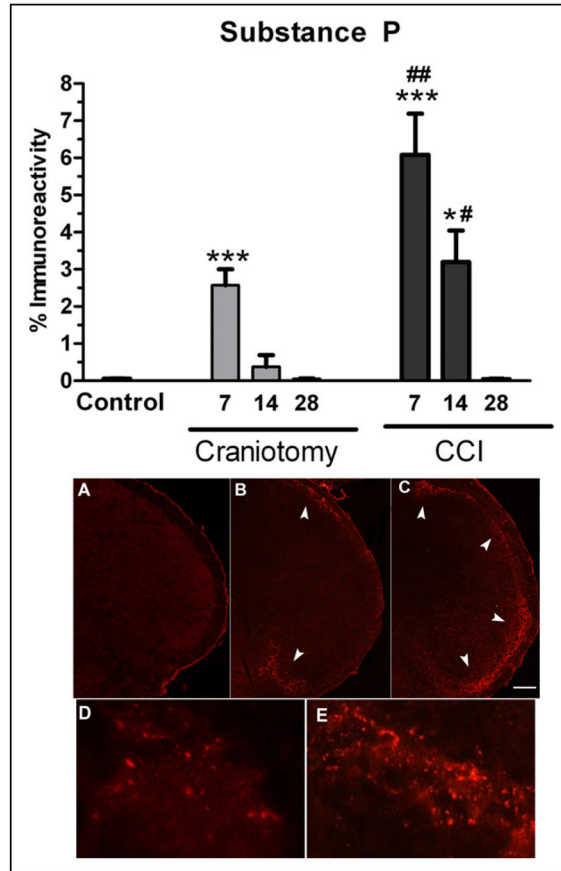 Substance P
8
7
6
5
4
3
2
1
0
% Immunoreactivity
***
##
***
*#
Control 7 14 28 7 14 28
Craniotomy CCI
A B C
D E